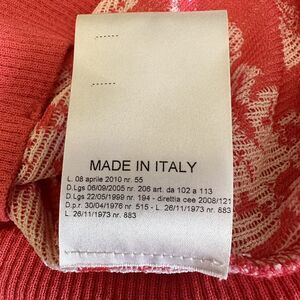 MADE IN ITALY
L. 08 aprile 2010 nr. 55
D.Lgs 06/09/2005 nr. 206 art. da 102 a 113
D.Lgs 22/05/1999 nr. 194 - direttia cee 2008/121
D.p.r. 30/04/1976 nr. 515 - L. 26/11/1973 nr. 883
L. 26/11/1973 nr. 883